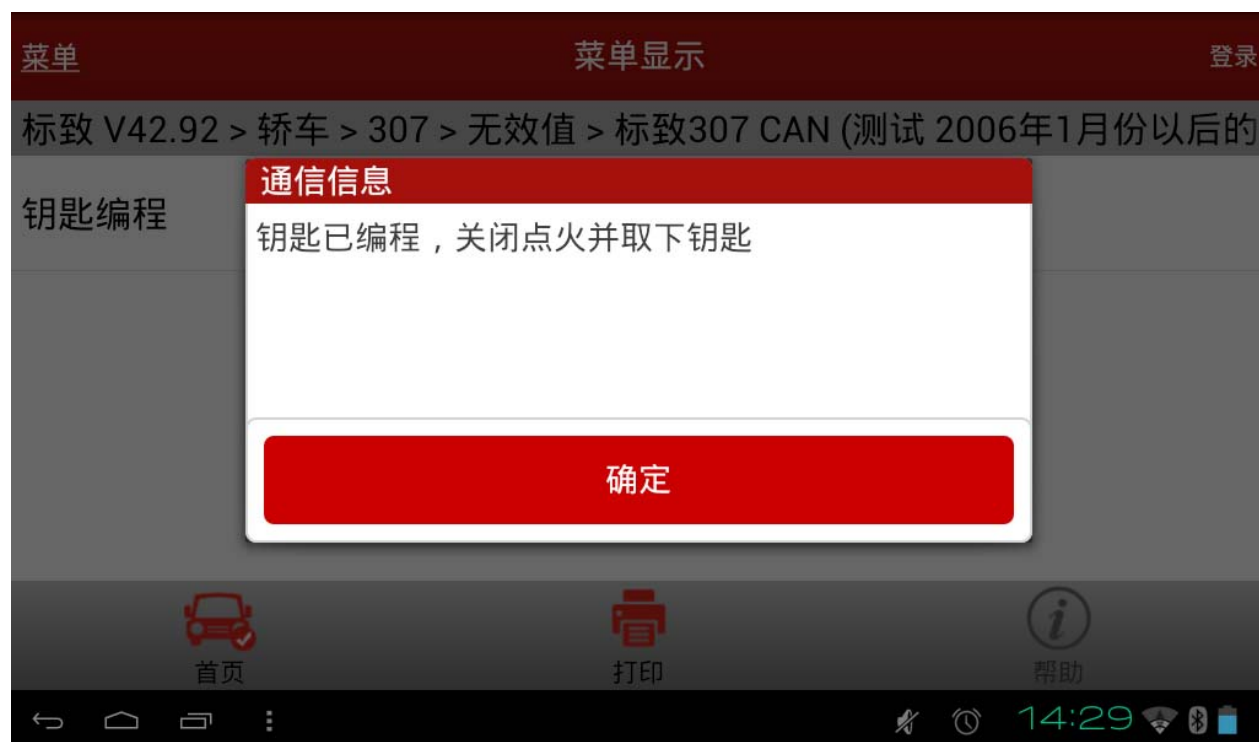 菜单 菜单显示 登录
标致 V42.92 > 轿车 > 307 > 无效值 > 标致307 CAN (测试 2006年1月份以后的
通信信息
钥匙编程
钥匙已编程，关闭点火并取下钥匙
确定
首页 打印 帮助
14:29